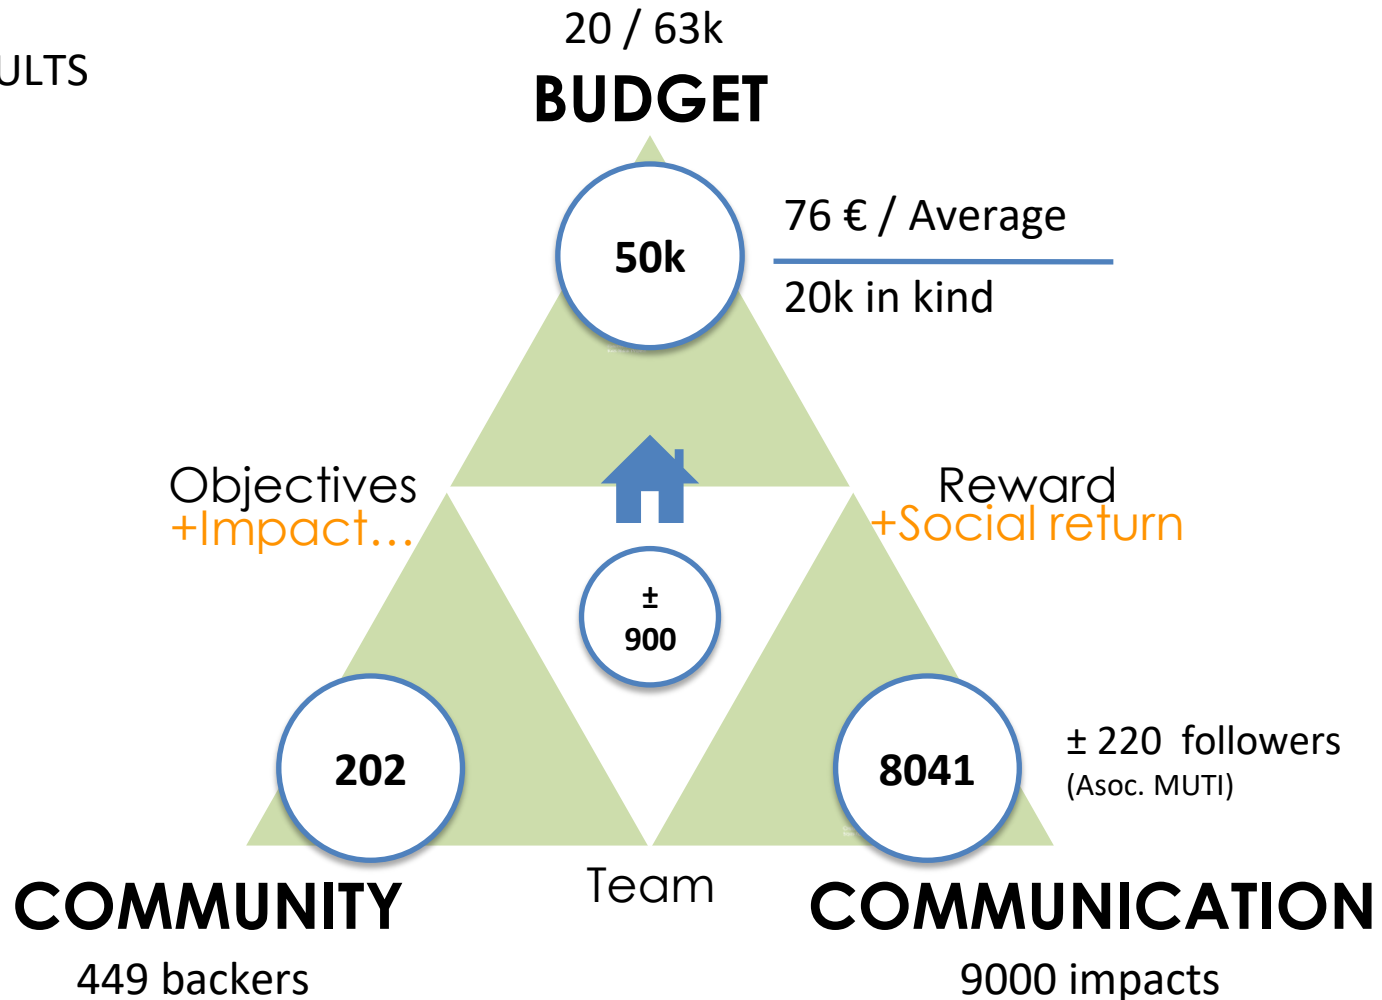 20 / 63k
ULTS
BUDGET
50k
76 € / Average
20k in kind
Objectives
+Impact...
Reward
+Social return
±
900
202
8041
± 220 followers
(Asoc. MUTI)
Team
COMMUNITY
COMMUNICATION
449 backers
9000 impacts